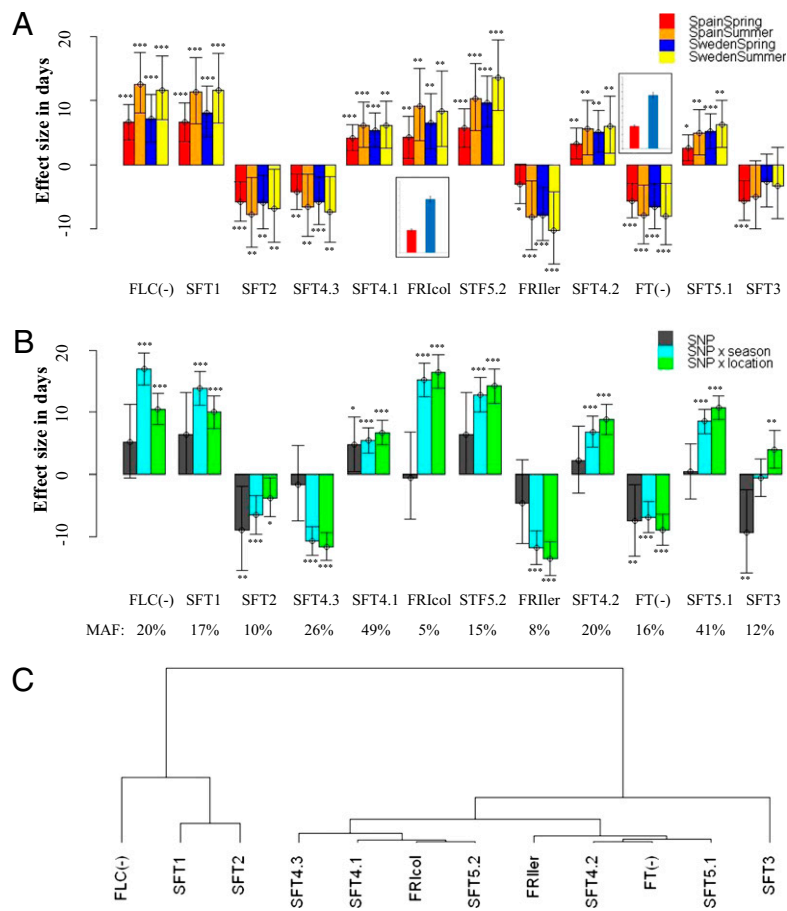 A
SpainSpring
SpainSummer
SwedenSpring
SwedenSummer
Effect size in days
20
10
0
-10
*** *** *** ***
*** *** *** ***
** ** ** **
** *** ** **
*** *** ** **
** ** ** **
*** ** *** ***
* *** *** ***
** ** ** **
*** *** *** ***
* ** *** **
***
FLC(-) SFT1 SFT2 SFT4.3 SFT4.1 FRIcol STF5.2 FRIler SFT4.2 FT(-) SFT5.1 SFT3
B
SNP
SNP x season
SNP x location
Effect size in days
20
10
0
-10
*** ***
*** ***
** *** *
*** ***
* *** ***
*** ***
*** ***
*** ***
*** ***
** *** ***
*** ***
** **
FLC(-) SFT1 SFT2 SFT4.3 SFT4.1 FRIcol STF5.2 FRIler SFT4.2 FT(-) SFT5.1 SFT3
MAF: 20% 17% 10% 26% 49% 5% 15% 8% 20% 16% 41% 12%
C
FLC(-) SFT1 SFT2 SFT4.3 SFT4.1 FRIcol SFT5.2 FRIler SFT4.2 FT(-) SFT5.1 SFT3